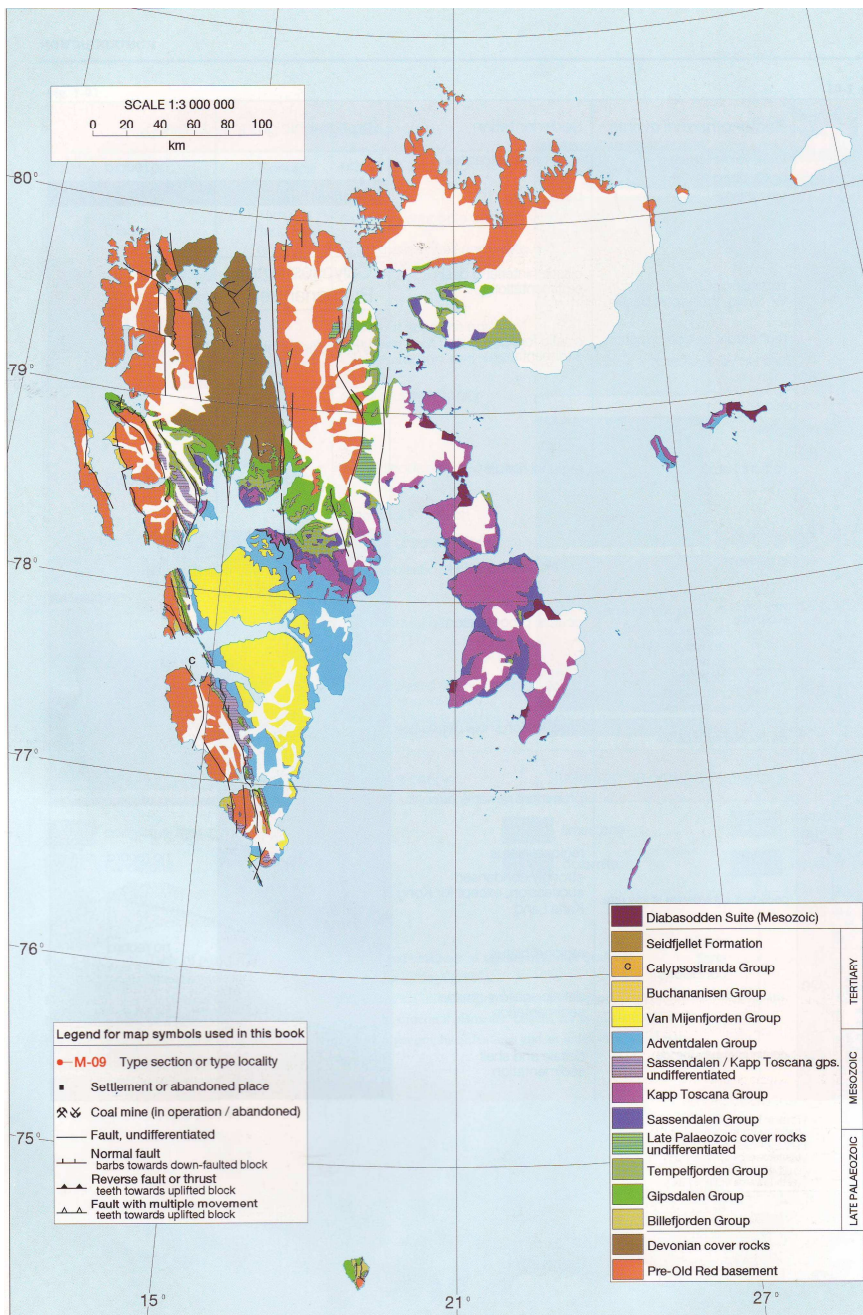 SCALE 1:3 000 000
0 20 40 60 80 100
km
80°
79°
78°
C
77°
76°
75°
15°
21°
27°
Legend for map symbols used in this book
M-09 Type section or type locality
Settlement or abandoned place
Coal mine (in operation / abandoned)
Fault, undifferentiated
Normal fault
barbs towards down-faulted block
Reverse fault or thrust
teeth towards uplifted block
Fault with multiple movement
teeth towards uplifted block
Diabasodden Suite (Mesozoic)
Seidfjellet Formation
C Calypsostranda Group
Buchananisen Group
Van Mijenfjorden Group
TERTIARY
Adventdalen Group
Sassendalen / Kapp Toscana gps.
undifferentiated
Kapp Toscana Group
Sassendalen Group
MESOZOIC
Late Palaeozoic cover rocks
undifferentiated
Tempelfjorden Group
Gipsdalen Group
Billefjorden Group
LATE PALAEOZOIC
Devonian cover rocks
Pre-Old Red basement